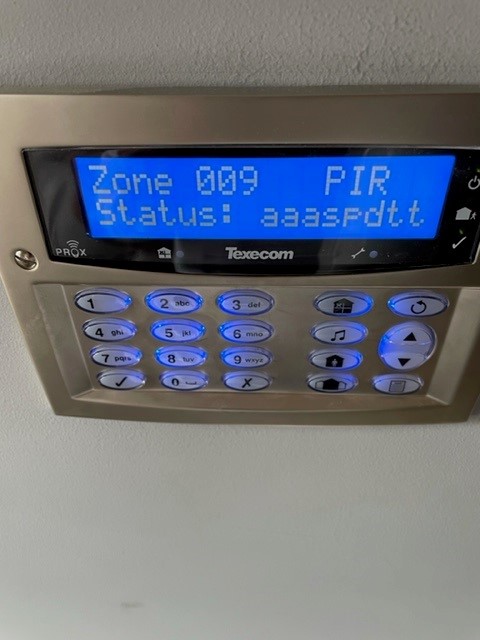 Zone 009 PIR
Status: aaaspdtt
PROX
Texecom
1
2 abc
3 def
4 ghi
5 jkl
6 mno
7 pqrs
8 tuv
9 wxyz
0